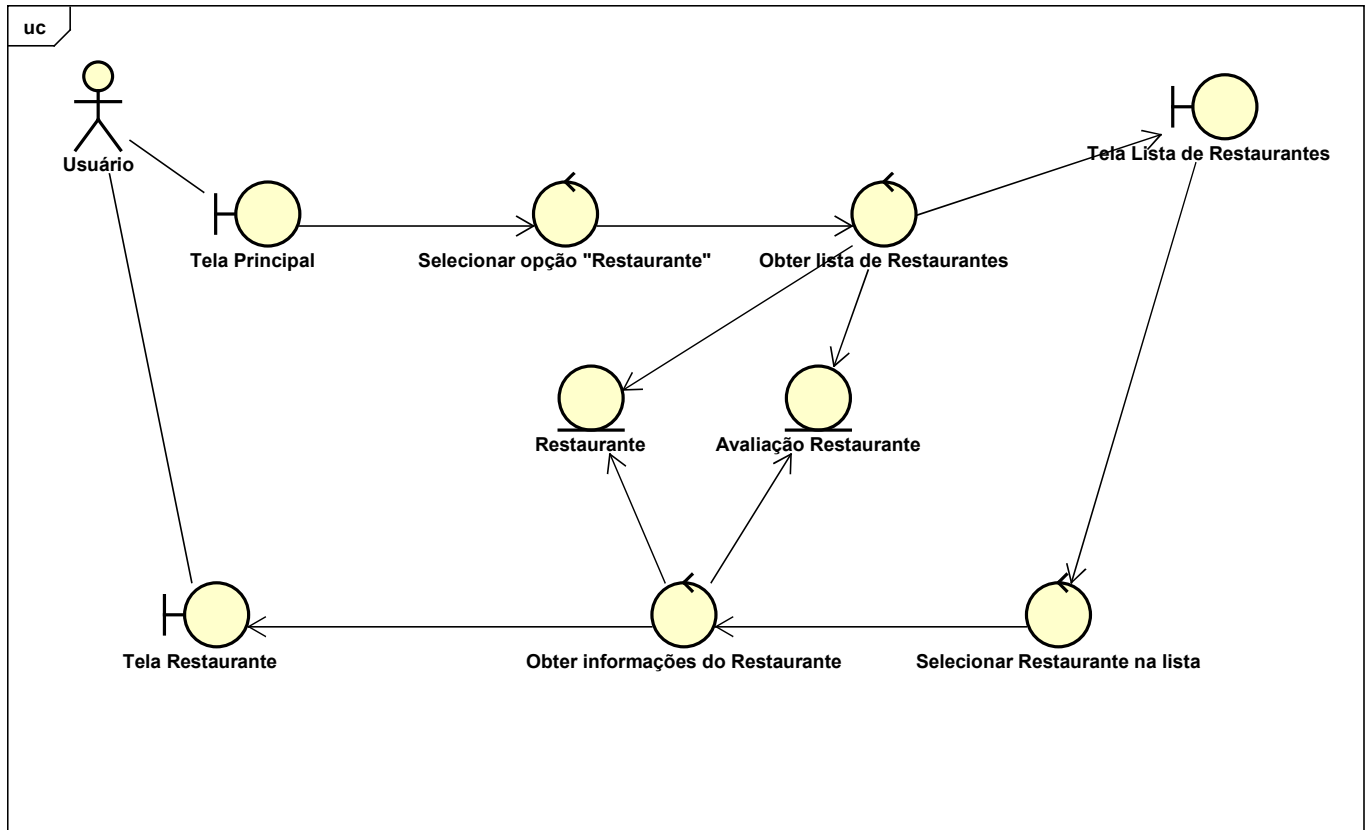 uc
Usuário
Tela Lista de Restaurantes
Tela Principal
Selecionar opção "Restaurante"
Obter lista de Restaurantes
Restaurante
Avaliação Restaurante
Tela Restaurante
Obter informações do Restaurante
Selecionar Restaurante na lista